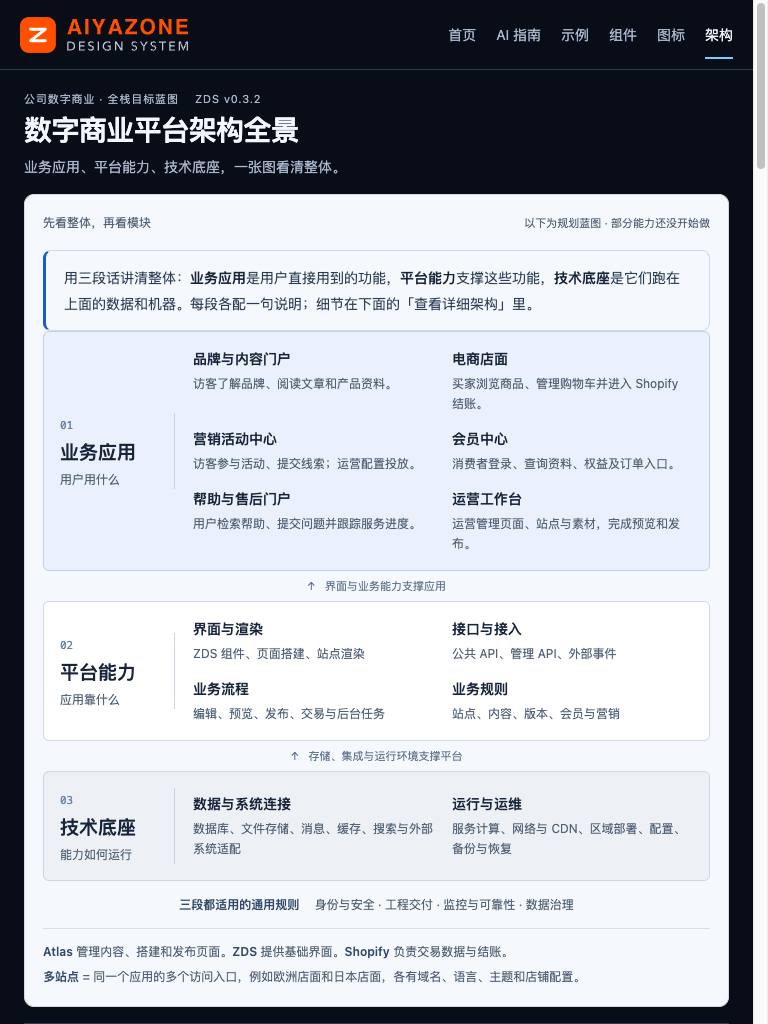 AIYAZONE
DESIGN SYSTEM
首页 AI 指南 示例 组件 图标 架构
公司数字商业 · 全栈目标蓝图 ZDS v0.3.2
数字商业平台架构全景
业务应用、平台能力、技术底座，一张图看清整体。
先看整体，再看模块
以下为规划蓝图 · 部分能力还没开始做
用三段话讲清整体：业务应用是用户直接用到的功能，平台能力支撑这些功能，技术底座是它们跑在
上面的数据和机器。每段各配一句说明；细节在下面的「查看详细架构」里。
01
业务应用
用户用什么
品牌与内容门户
访客了解品牌、阅读文章和产品资料。
电商店面
买家浏览商品、管理购物车并进入 Shopify
结账。
营销活动中心
访客参与活动、提交线索；运营配置投放。
会员中心
消费者登录、查询资料、权益及订单入口。
帮助与售后门户
用户检索帮助、提交问题并跟踪服务进度。
运营工作台
运营管理页面、站点与素材，完成预览和发
布。
↑ 界面与业务能力支撑应用
02
平台能力
应用靠什么
界面与渲染
ZDS 组件、页面搭建、站点渲染
接口与接入
公共 API、管理 API、外部事件
业务流程
编辑、预览、发布、交易与后台任务
业务规则
站点、内容、版本、会员与营销
↑ 存储、集成与运行环境支撑平台
03
技术底座
能力如何运行
数据与系统连接
数据库、文件存储、消息、缓存、搜索与外部
系统适配
运行与运维
服务计算、网络与 CDN、区域部署、配置、
备份与恢复
三段都适用的通用规则 身份与安全 · 工程交付 · 监控与可靠性 · 数据治理
Atlas 管理内容、搭建和发布页面。ZDS 提供基础界面。Shopify 负责交易数据与结账。
多站点 = 同一个应用的多个访问入口，例如欧洲店面和日本店面，各有域名、语言、主题和店铺配置。